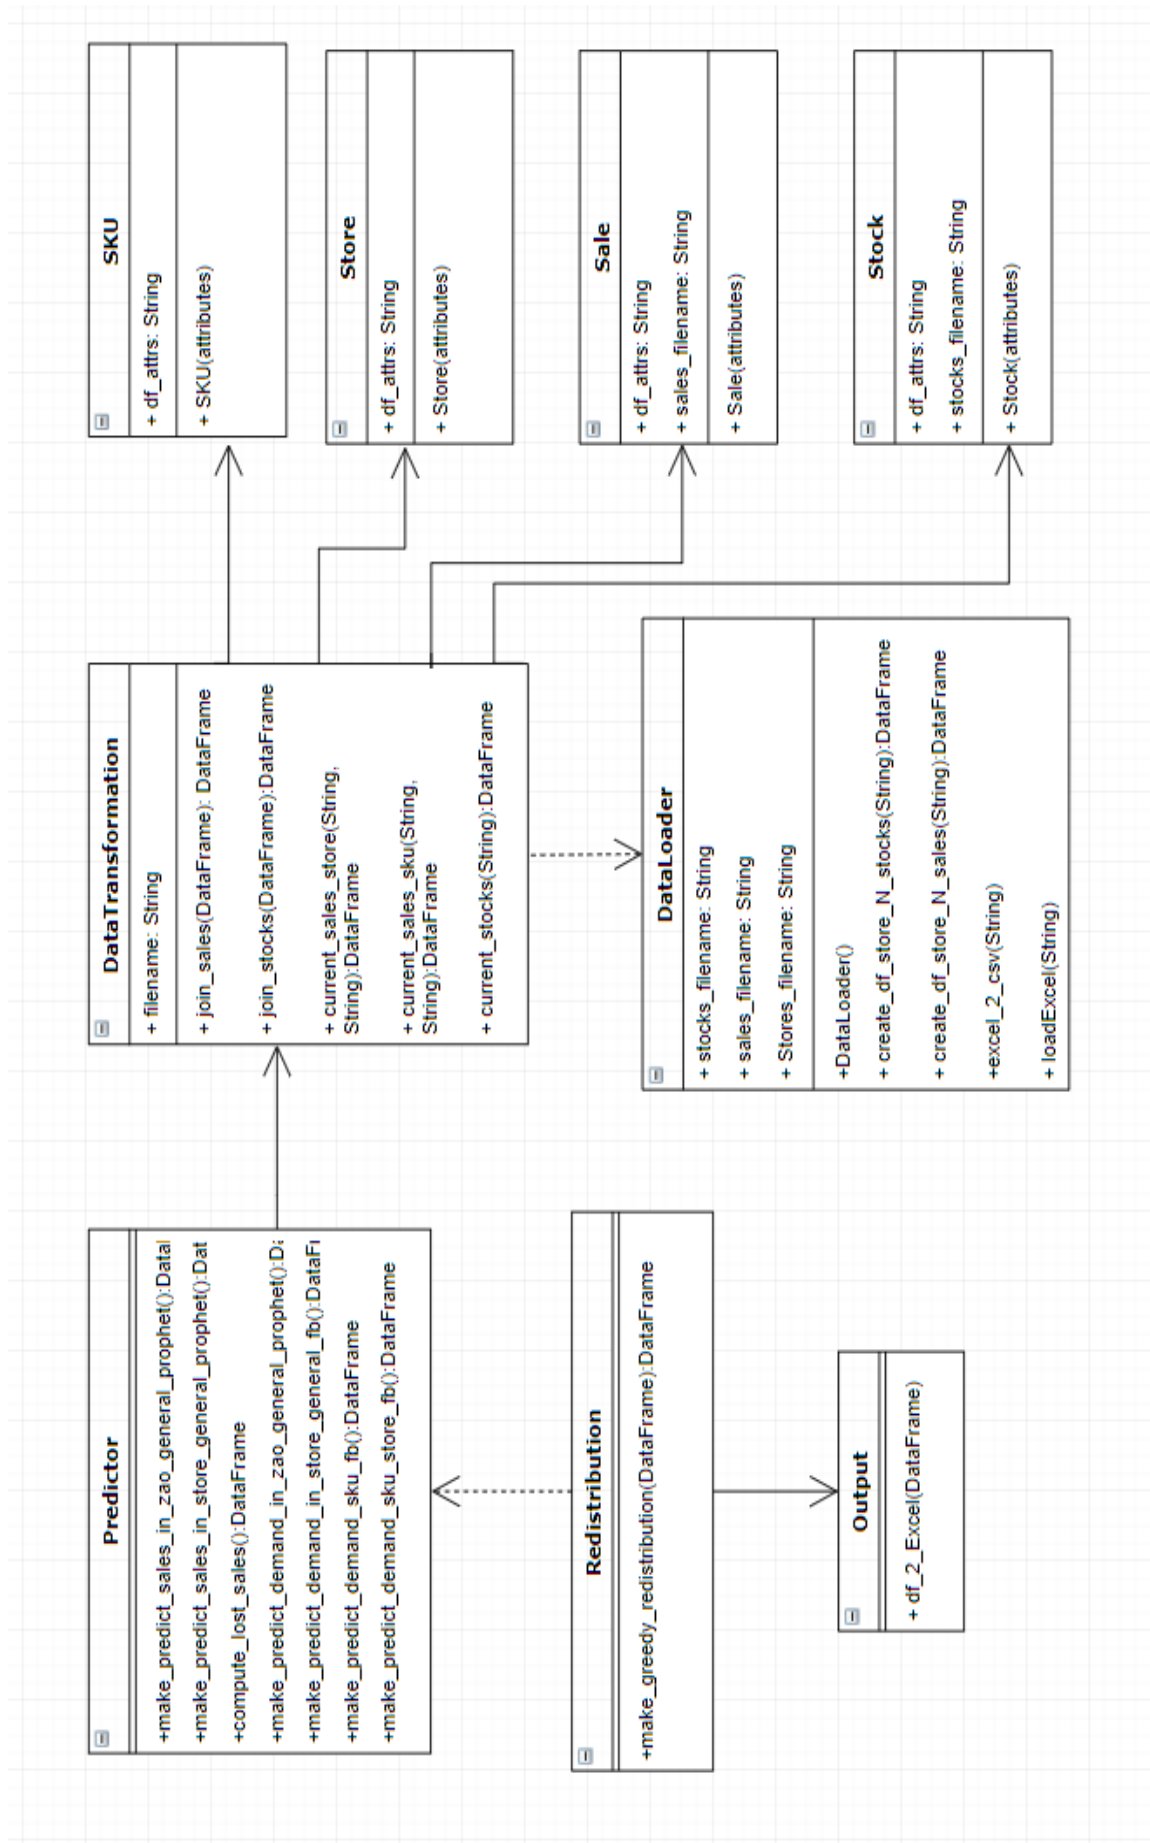 Predictor
+make_predict_sales_in_zao_general_prophet():Datal
+make_predict_sales_in_store_general_prophet():Dat
+compute_lost_sales():DataFrame
+make_predict_demand_in_zao_general_prophet():Da
+make_predict_demand_in_store_general_fb():DataFr
+make_predict_demand_sku_fb():DataFrame
+make_predict_demand_sku_store_fb():DataFrame
DataTransformation
+ filename: String
+ join_sales(DataFrame): DataFrame
+ join_stocks(DataFrame):DataFrame
+ current_sales_store(String,
String):DataFrame
+ current_sales_sku(String,
String):DataFrame
+ current_stocks(String):DataFrame
SKU
+ df_attrs: String
+ SKU(attributes)
Store
+ df_attrs: String
+ Store(attributes)
Redistribution
+make_greedy_redistribution(DataFrame):DataFrame
DataLoader
+ stocks_filename: String
+ sales_filename: String
+ Stores_filename: String
+DataLoader()
+ create_df_store_N_stocks(String):DataFrame
+ create_df_store_N_sales(String):DataFrame
+excel_2_csv(String)
+ loadExcel(String)
Sale
+ df_attrs: String
+ sales_filename: String
+ Sale(attributes)
Output
+ df_2_Excel(DataFrame)
Stock
+ df_attrs: String
+ stocks_filename: String
+ Stock(attributes)